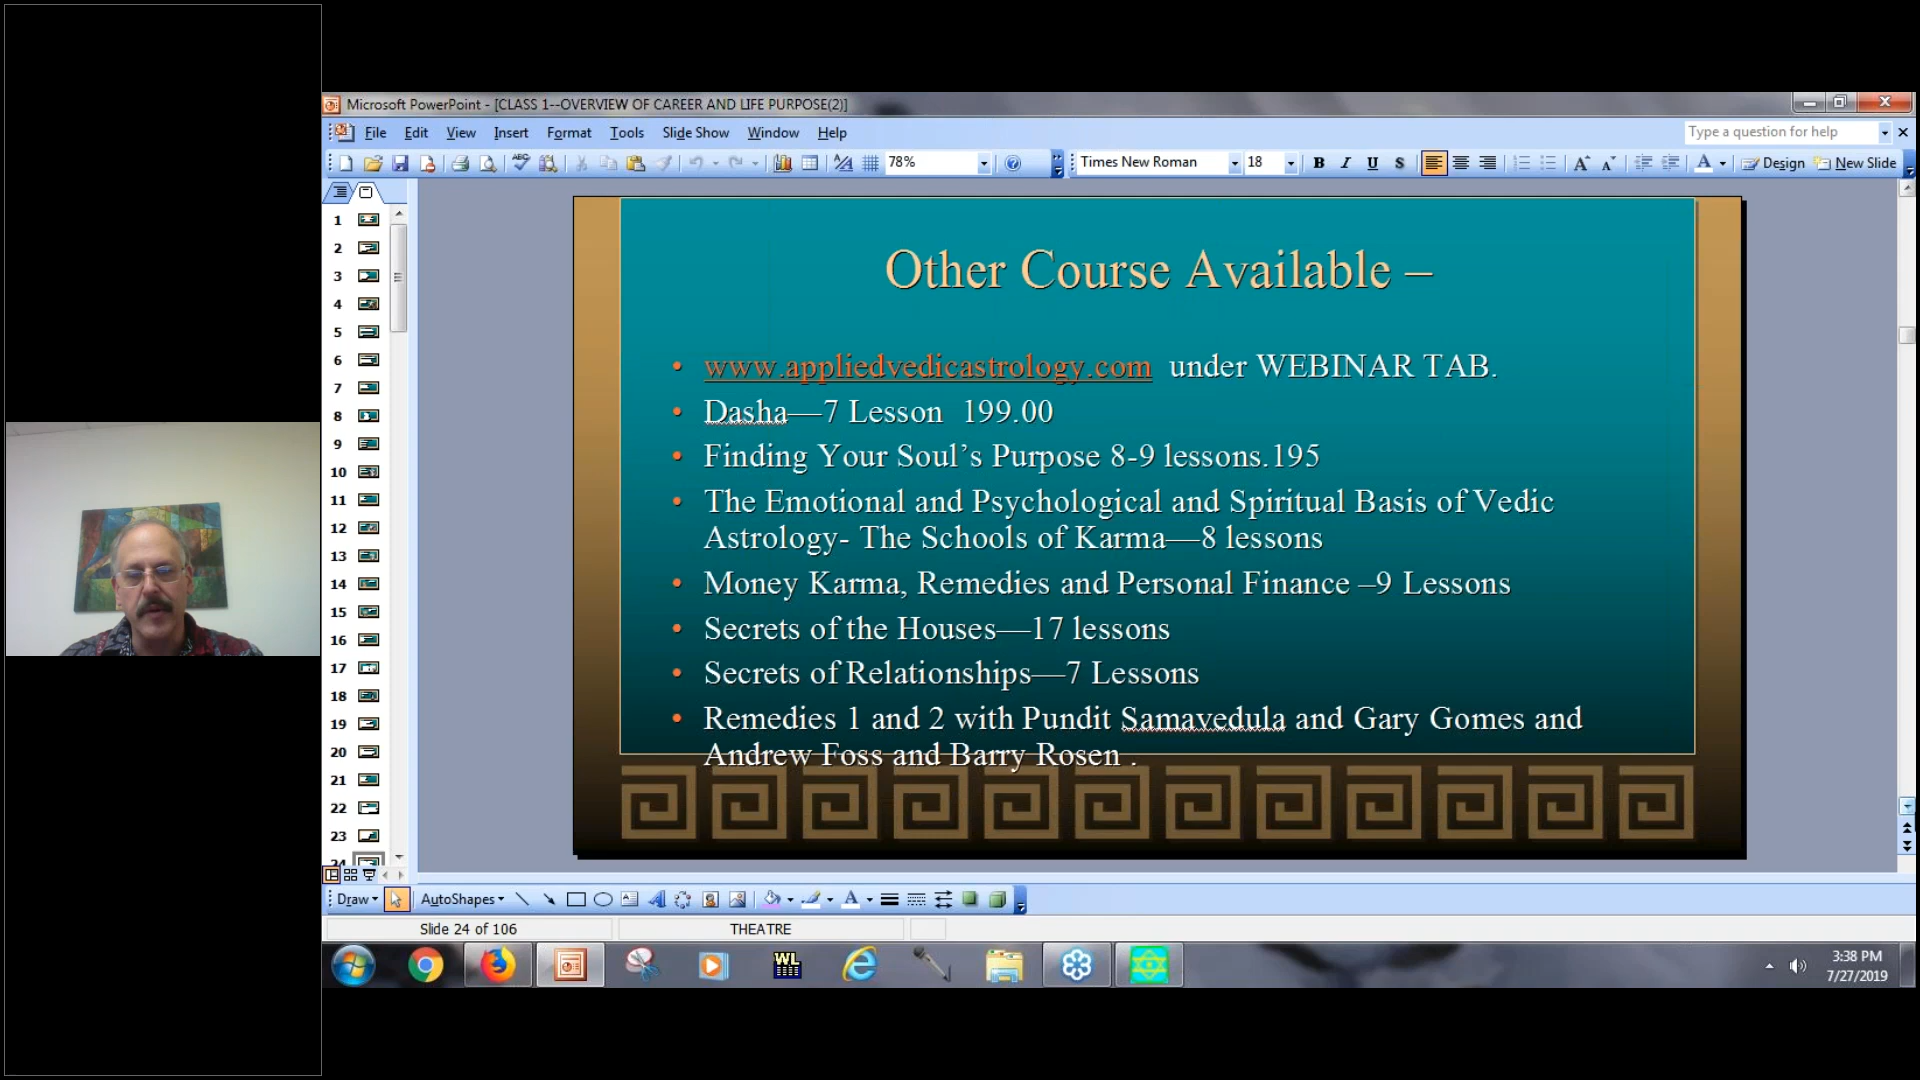 Microsoft PowerPoint - [CLASS 1--OVERVIEW OF CAREER AND LIFE PURPOSE(2)]
File Edit View Insert Format Tools Slide Show Window Help
Type a question for help
78%
Times New Roman
18
B I U S
A A
A
Design
New Slide
1
2
3
4
5
6
7
8
9
10
11
12
13
14
15
16
17
18
19
20
21
22
23
24
Other Course Available –
• www.appliedvedicastrology.com under WEBINAR TAB.
• Dasha—7 Lesson 199.00
• Finding Your Soul’s Purpose 8-9 lessons.195
• The Emotional and Psychological and Spiritual Basis of Vedic
Astrology- The Schools of Karma—8 lessons
• Money Karma, Remedies and Personal Finance –9 Lessons
• Secrets of the Houses—17 lessons
• Secrets of Relationships—7 Lessons
• Remedies 1 and 2 with Pundit Samavedula and Gary Gomes and
Andrew Foss and Barry Rosen .
Draw AutoShapes
Slide 24 of 106
THEATRE
WL
3:38 PM
7/27/2019